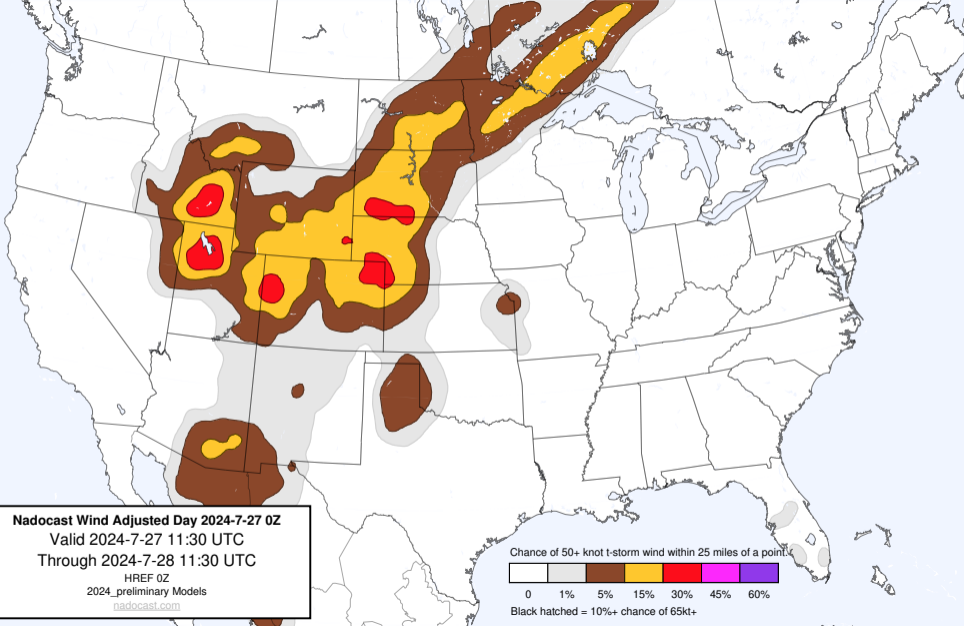 Nadocast Wind Adjusted Day 2024-7-27 0Z
Valid 2024-7-27 11:30 UTC
Through 2024-7-28 11:30 UTC
HREF 0Z
2024_preliminary Models
nadocast.com
Chance of 50+ knot t-storm wind within 25 miles of a point.
0 1% 5% 15% 30% 45% 60%
Black hatched = 10%+ chance of 65kt+